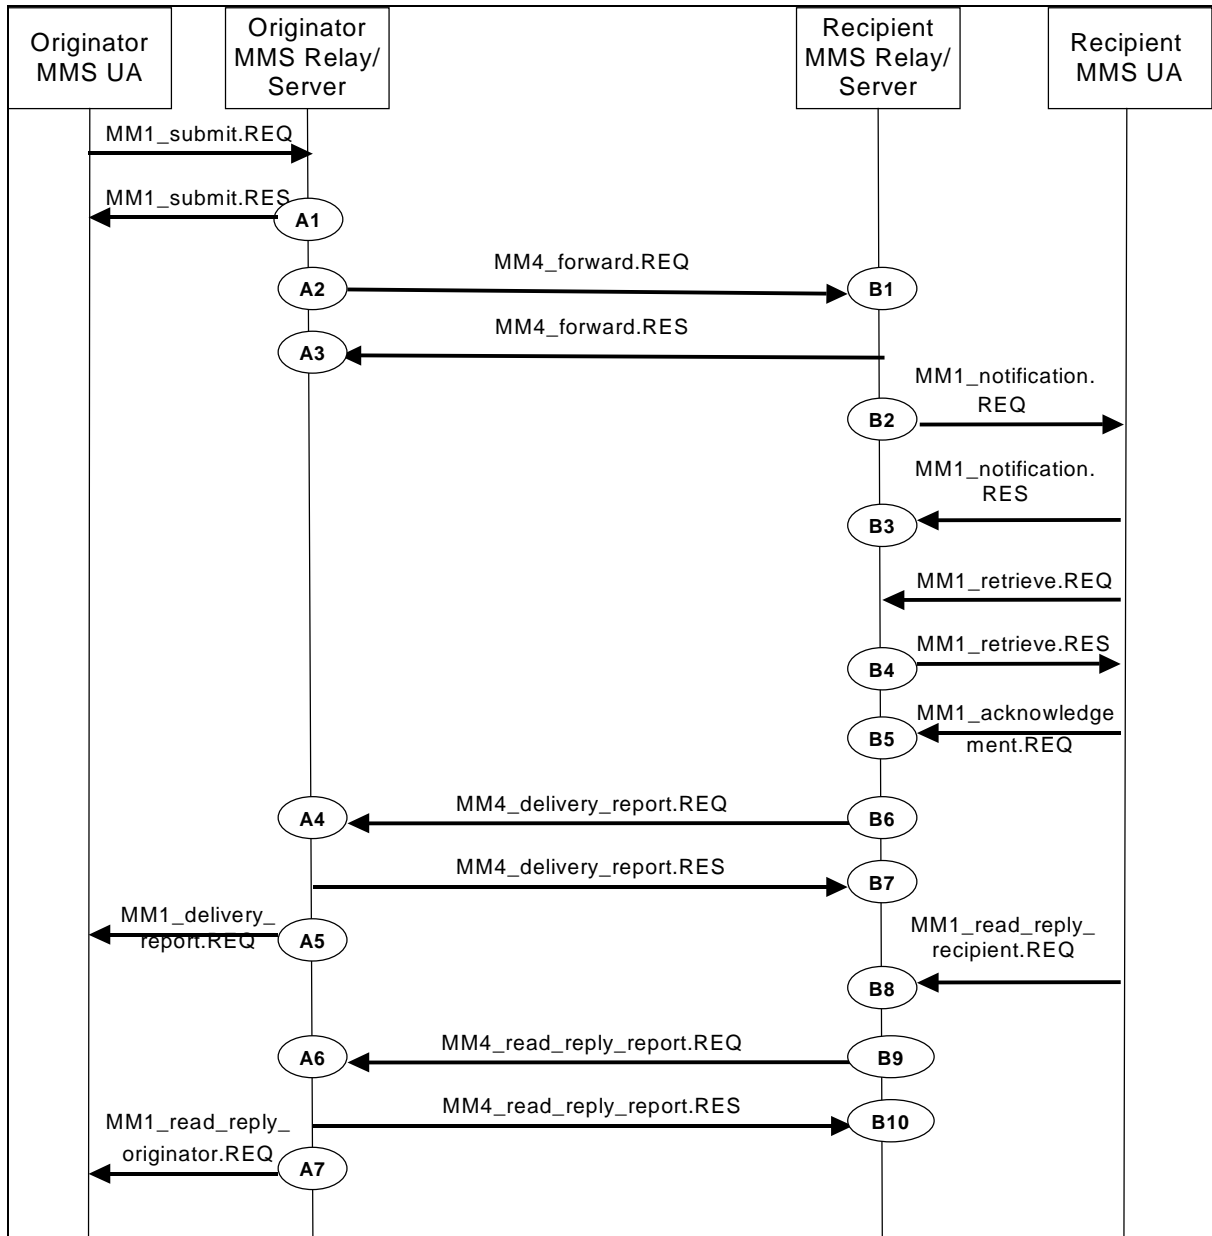 Originator
MMS UA
Originator
MMS Relay/
Server
Recipient
MMS Relay/
Server
Recipient
MMS UA
MM1_submit.REQ
MM1_submit.RES
A1
MM4_forward.REQ
A2
B1
MM4_forward.RES
A3
MM1_notification.
REQ
B2
MM1_notification.
RES
B3
MM1_retrieve.REQ
MM1_retrieve.RES
B4
MM1_acknowledge
ment.REQ
B5
MM4_delivery_report.REQ
A4
B6
MM4_delivery_report.RES
B7
MM1_delivery_
report.REQ
A5
MM1_read_reply_
recipient.REQ
B8
MM4_read_reply_report.REQ
A6
B9
MM4_read_reply_report.RES
B10
MM1_read_reply_
originator.REQ
A7